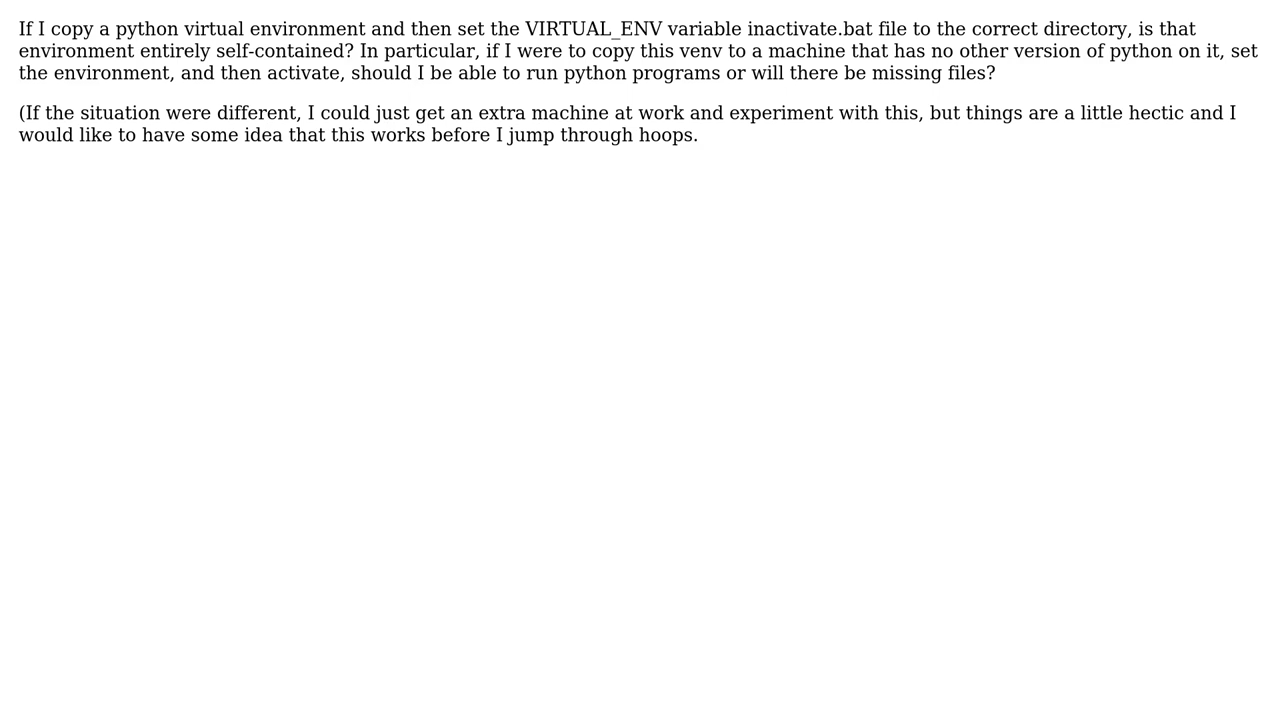 If I copy a python virtual environment and then set the VIRTUAL_ENV variable inactivate.bat file to the correct directory, is that
environment entirely self-contained? In particular, if I were to copy this venv to a machine that has no other version of python on it, set
the environment, and then activate, should I be able to run python programs or will there be missing files?
(If the situation were different, I could just get an extra machine at work and experiment with this, but things are a little hectic and I
would like to have some idea that this works before I jump through hoops.